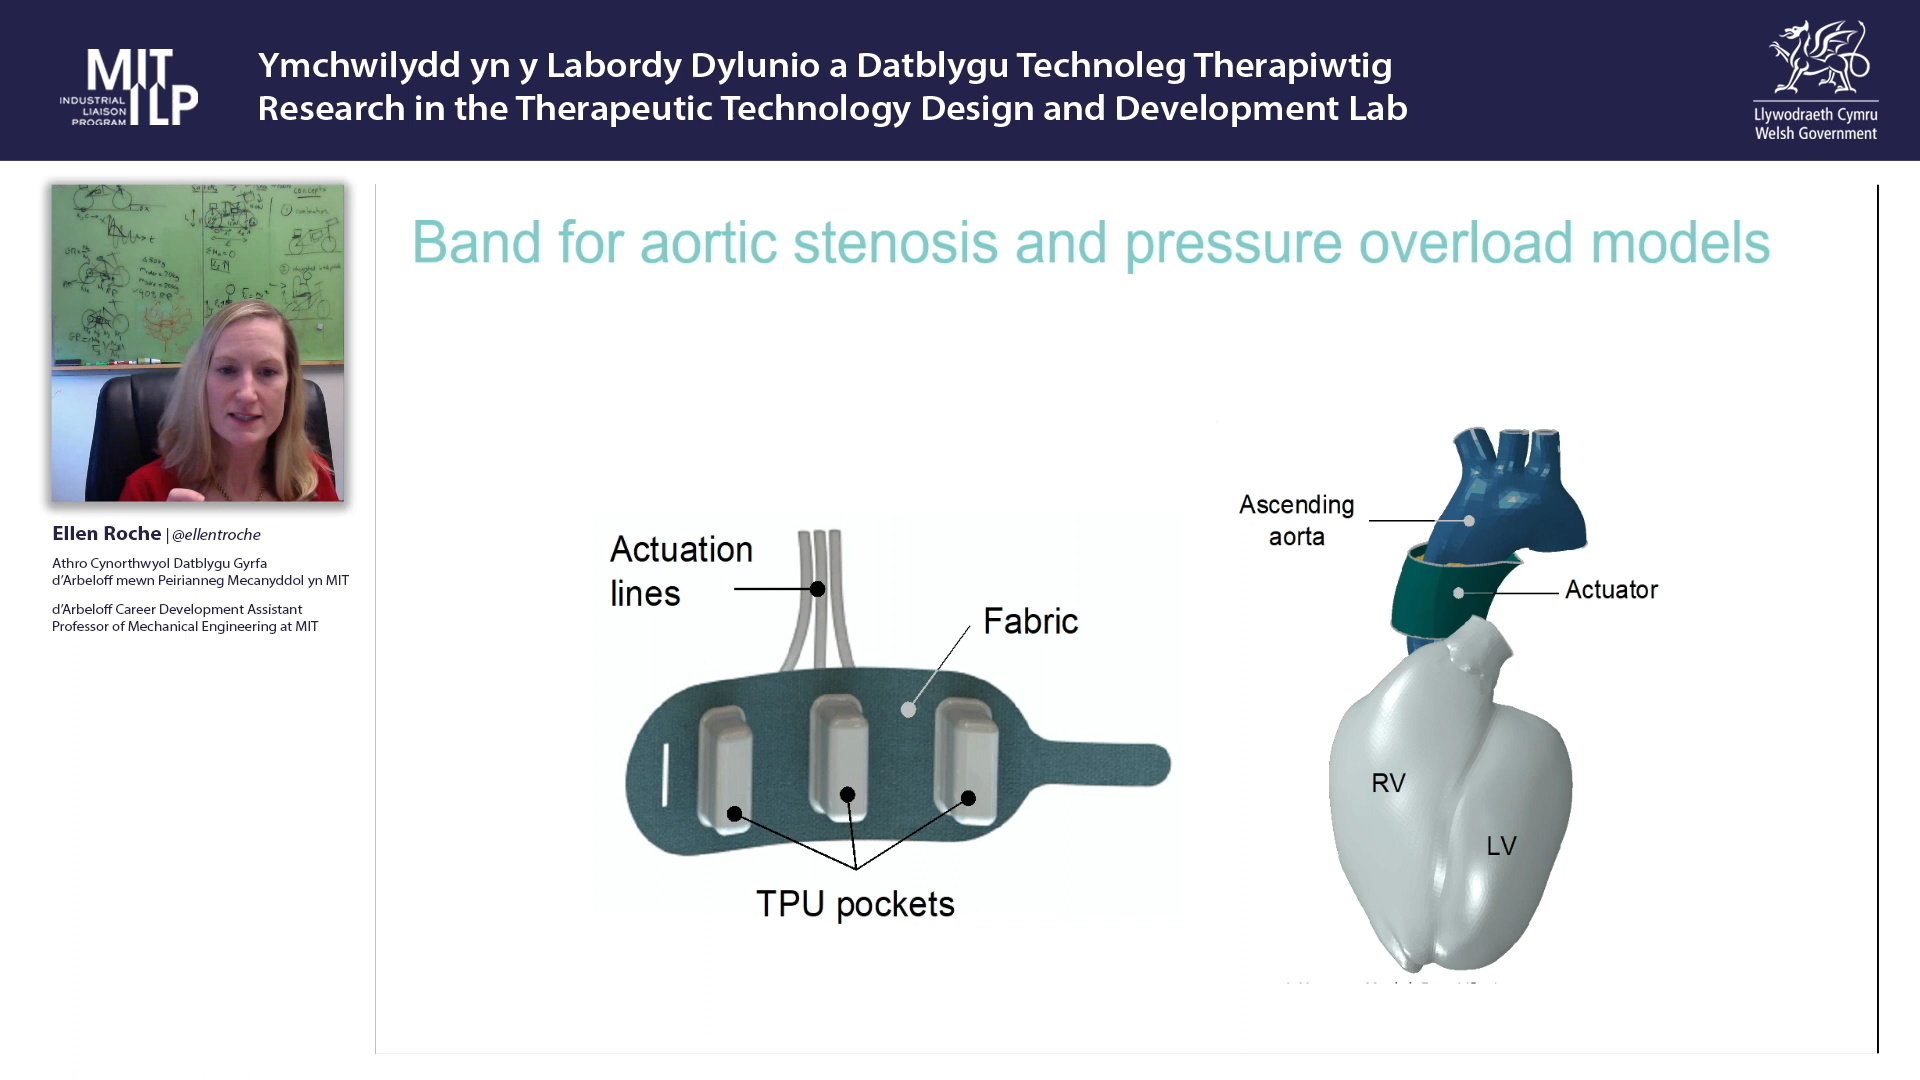 MIT
ILP
INDUSTRIAL
LIAISON
PROGRAM
Ymchwilydd yn y Labordy Dylunio a Datblygu Technoleg Therapiwtig
Research in the Therapeutic Technology Design and Development Lab
Llywodraeth Cymru
Welsh Government
Ellen Roche | @ellentroche
Athro Cynorthwyol Datblygu Gyrfa
d’Arbeloff mewn Peirianneg Mecanyddol yn MIT
d’Arbeloff Career Development Assistant
Professor of Mechanical Engineering at MIT
Band for aortic stenosis and pressure overload models
Actuation
lines
Fabric
TPU pockets
Ascending
aorta
Actuator
RV
LV